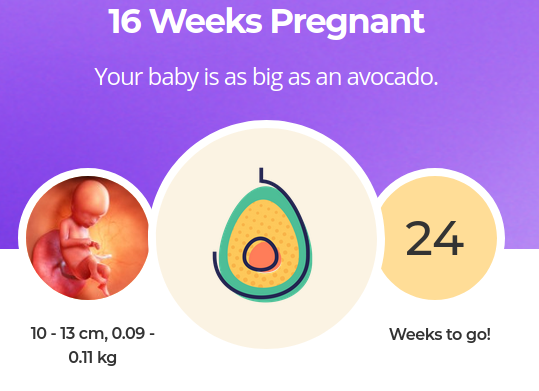 16 Weeks Pregnant
Your baby is as big as an avocado.
24
10 - 13 cm, 0.09 -
0.11 kg
Weeks to go!